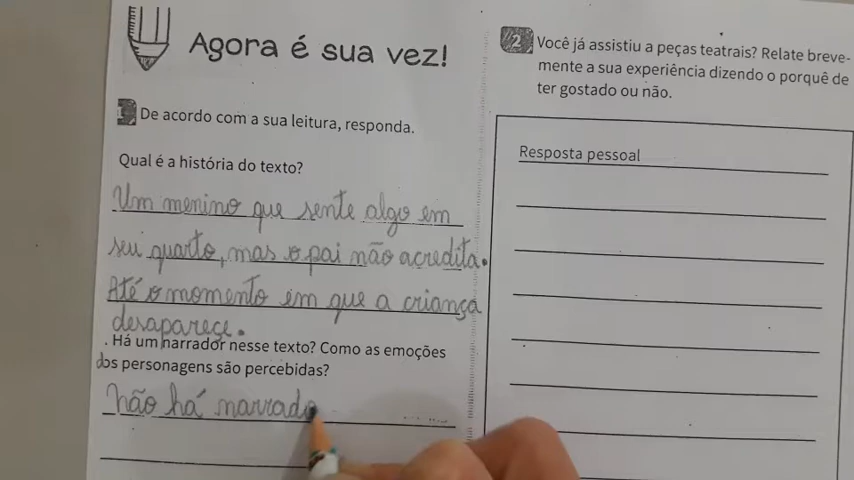 Agora é sua vez!
1 De acordo com a sua leitura, responda.
Qual é a história do texto?
Um menino que sente algo em
seu quarto, mas o pai não acredita.
Até o momento em que a criança
desaparece.
. Há um narrador nesse texto? Como as emoções
dos personagens são percebidas?
Não há narrado
2 Você já assistiu a peças teatrais? Relate breve-
mente a sua experiência dizendo o porquê de
ter gostado ou não.
Resposta pessoal